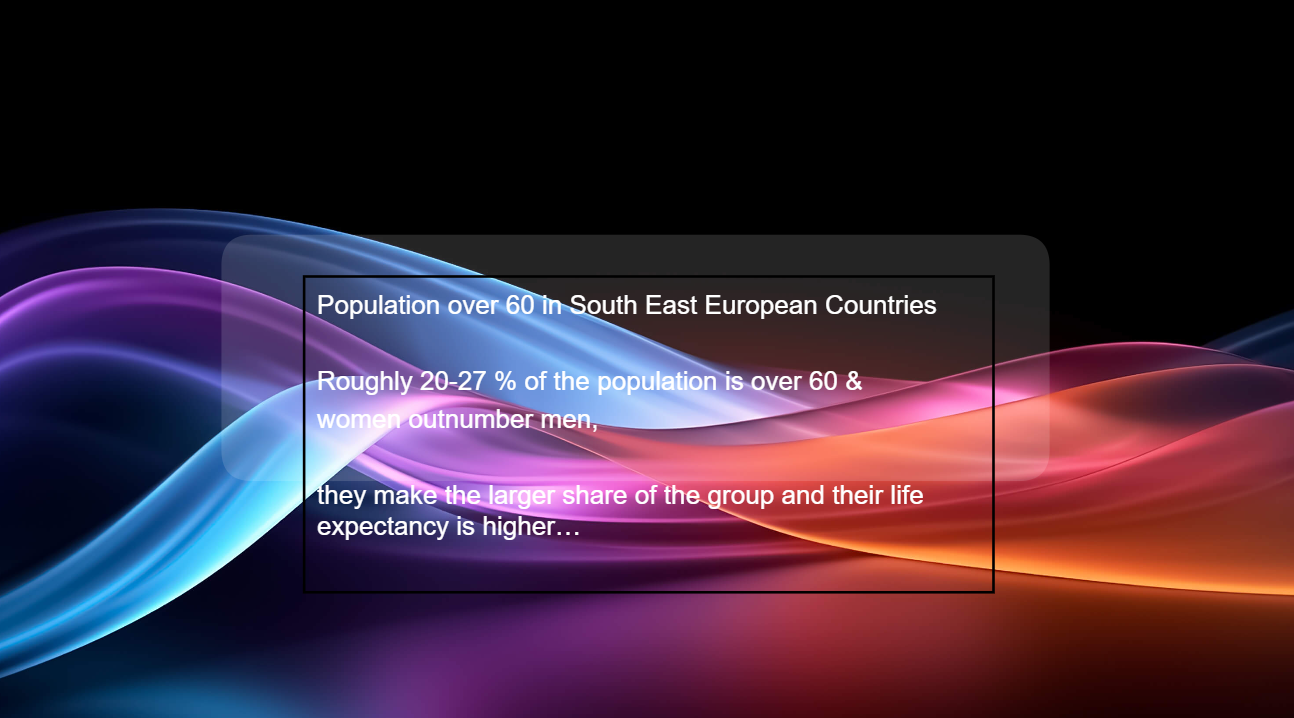 Population over 60 in South East European Countries
Roughly 20-27 % of the population is over 60 &
women outnumber men,
they make the larger share of the group and their life
expectancy is higher…